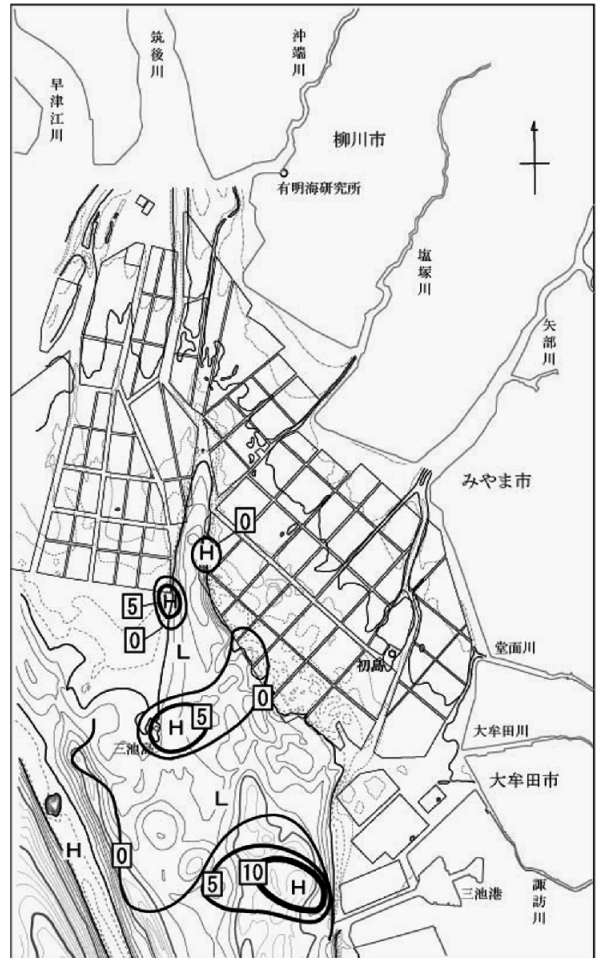 早津江川
筑後川
沖端川
柳川市
有明海研究所
塩塚川
矢部川
みやま市
0
H
5
H
0
L
初島
堂面川
0
5
H
三池
大牟田川
大牟田市
L
H
0
5
10
H
三池港
諏訪川